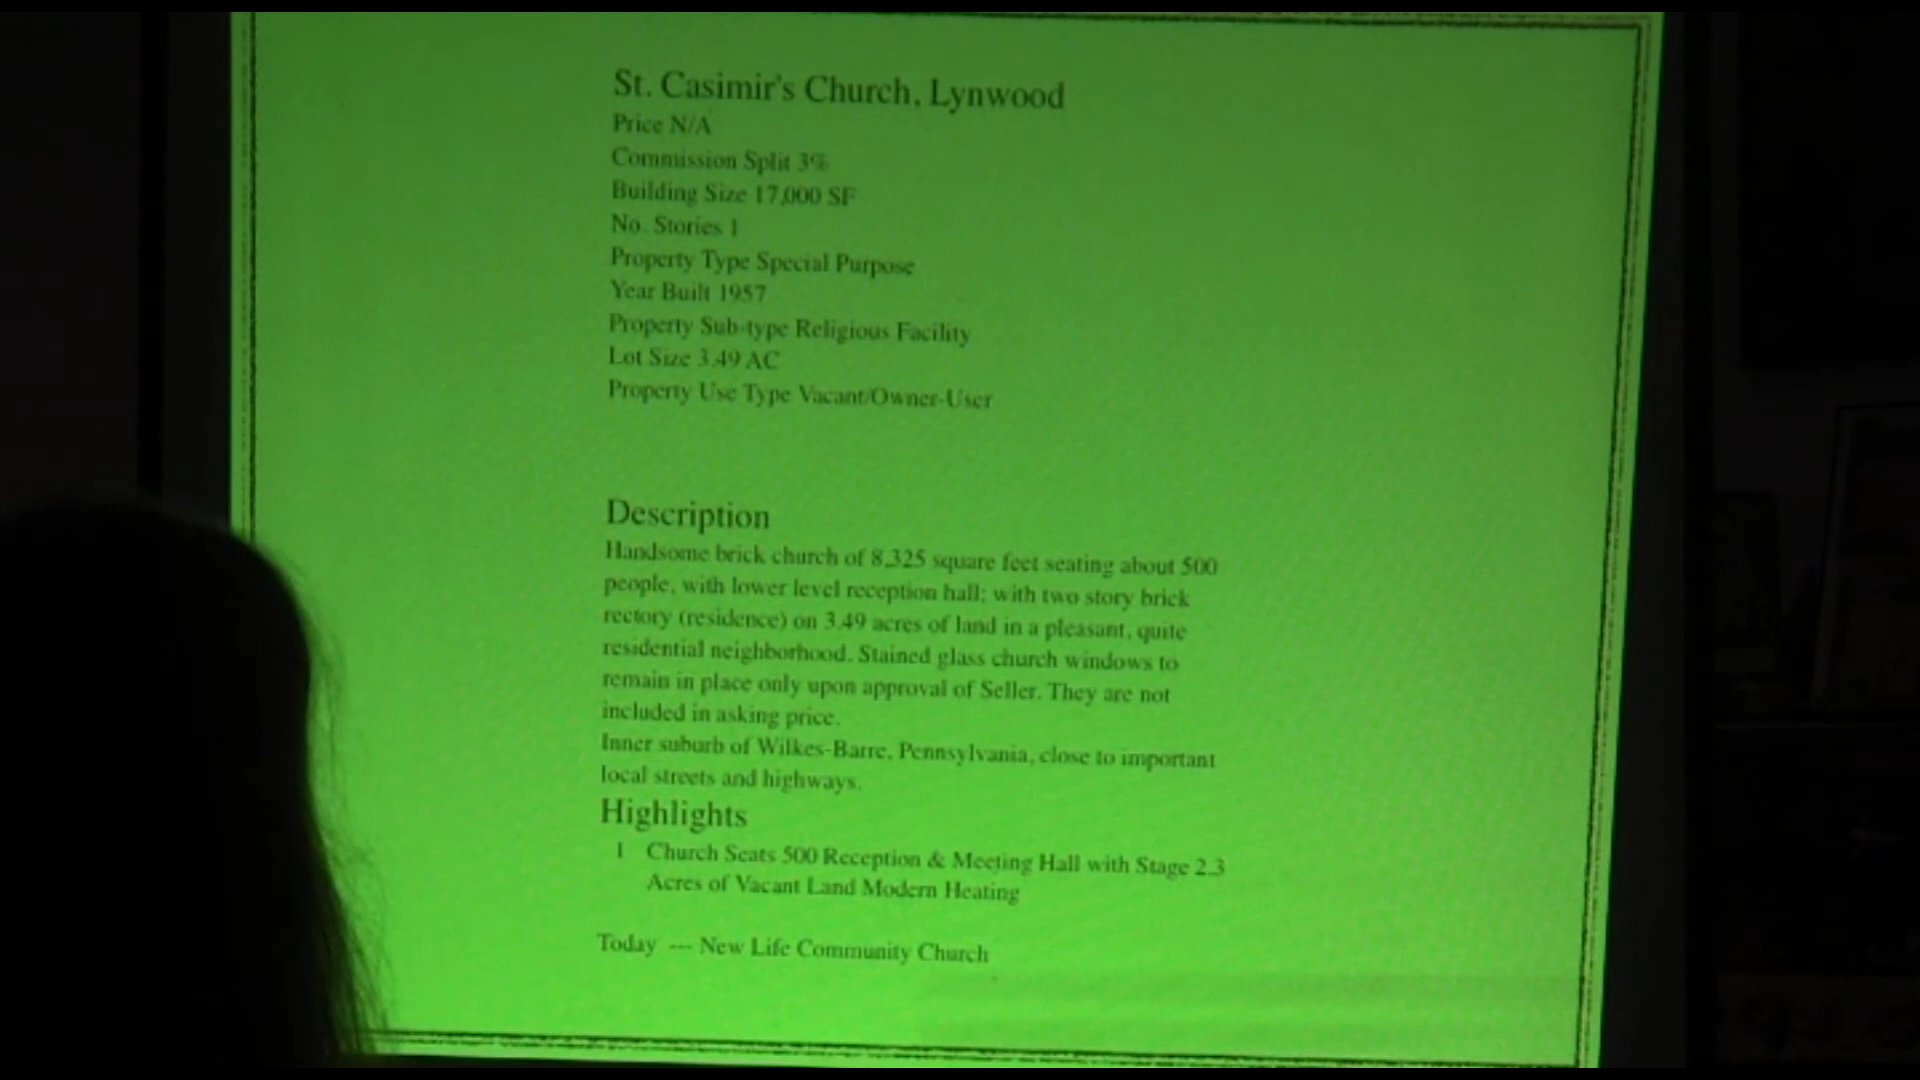 St. Casimir's Church, Lynwood
Price N/A
Commission Split 3%
Building Size 17,000 SF
No. Stories 1
Property Type Special Purpose
Year Built 1957
Property Sub-type Religious Facility
Lot Size 3.49 AC
Property Use Type Vacant/Owner-User
Description
Handsome brick church of 8,325 square feet seating about 500
people, with lower level reception hall; with two story brick
rectory (residence) on 3.49 acres of land in a pleasant, quite
residential neighborhood. Stained glass church windows to
remain in place only upon approval of Seller. They are not
included in asking price.
Inner suburb of Wilkes-Barre, Pennsylvania, close to important
local streets and highways.
Highlights
1 Church Seats 500 Reception & Meeting Hall with Stage 2.3
Acres of Vacant Land Modern Heating
Today --- New Life Community Church